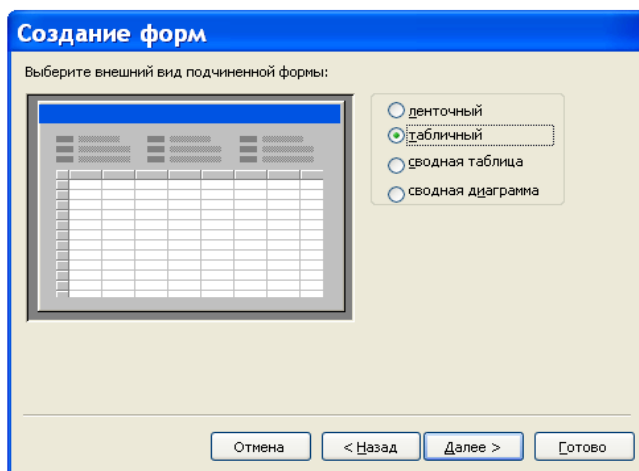 Создание форм
Выберите внешний вид подчиненной формы:
ленточный
табличный
сводная таблица
сводная диаграмма
Отмена
< Назад
Далее >
Готово